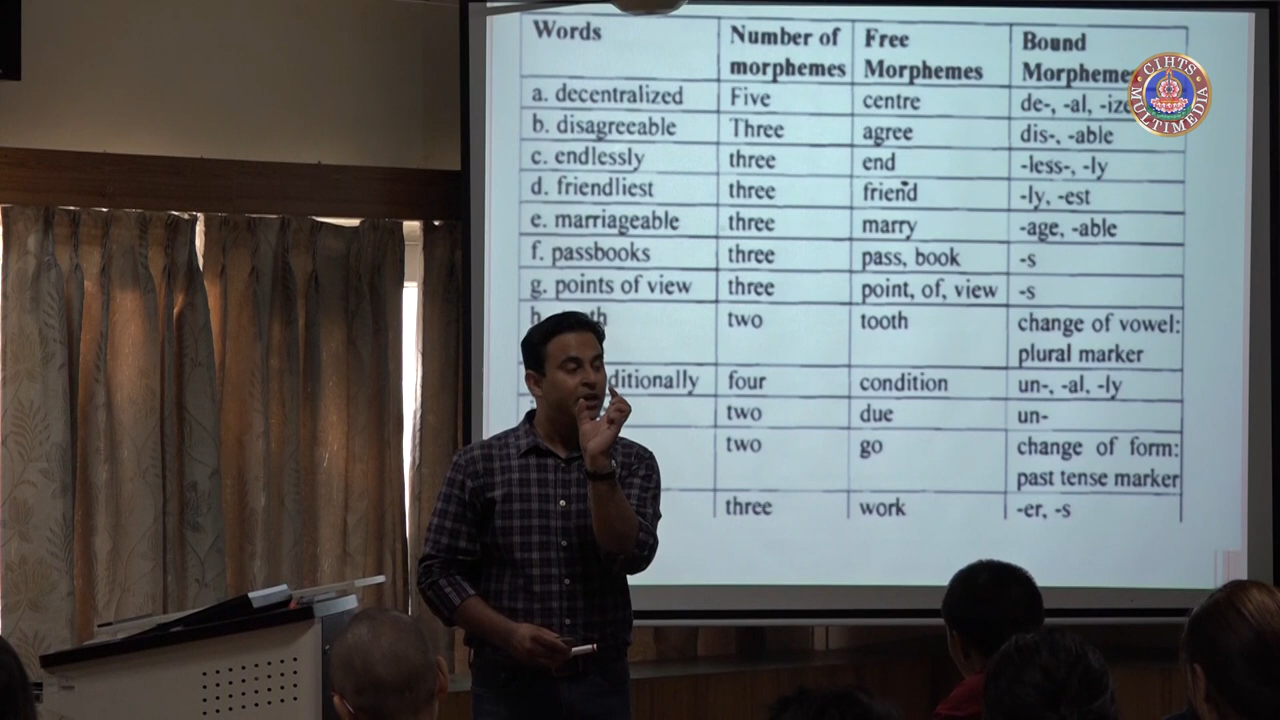 Words Number of morphemes Free Morphemes Bound Morphemes
a. decentralized Five centre de-, -al, -ize
b. disagreeable Three agree dis-, -able
c. endlessly three end -less-, -ly
d. friendliest three friend -ly, -est
e. marriageable three marry -age, -able
f. passbooks three pass, book -s
g. points of view three point, of, view -s
h. th two tooth change of vowel: plural marker
ditionally four condition un-, -al, -ly
two due un-
two go change of form: past tense marker
three work -er, -s
CIHTS
MULTIMEDIA